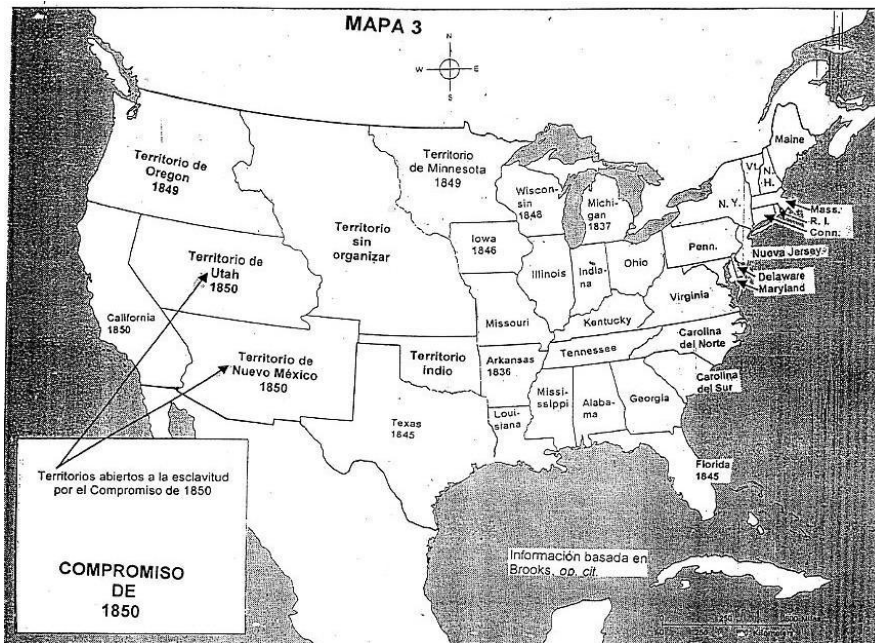 MAPA 3
N
W
E
S
Maine
Territorio de
Oregon
1849
Territorio
de Minnesota
1849
Vt.
N.
H.
Wiscon-
sin
1848
Michi-
gan
1837
N. Y.
Mass.
R. I.
Conn.
Territorio
sin
organizar
Iowa
1846
Penn.
Nueva Jersey
Delaware
Maryland
Territorio de
Utah
1850
Illinois
India-
na
Ohio
Virginia
California
1850
Missouri
Kentucky
Carolina
del Norte
Territorio de
Nuevo México
1850
Territorio
indio
Arkansas
1836
Tennessee
Carolina
del Sur
Texas
1845
Loui-
siana
Missi-
ssippi
Alaba-
ma
Georgia
Florida
1845
Territorios abiertos a la esclavitud
por el Compromiso de 1850
COMPROMISO
DE
1850
Información basada en
Brooks, op. cit.